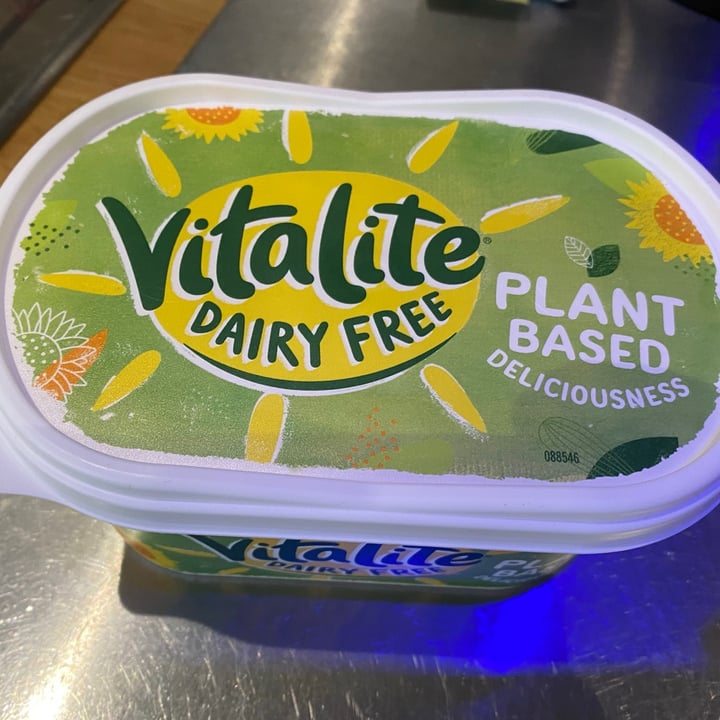 Vitalite®
DAIRY FREE
PLANT
BASED
DELICIOUSNESS
088546
Vitalite
DAIRY FREE